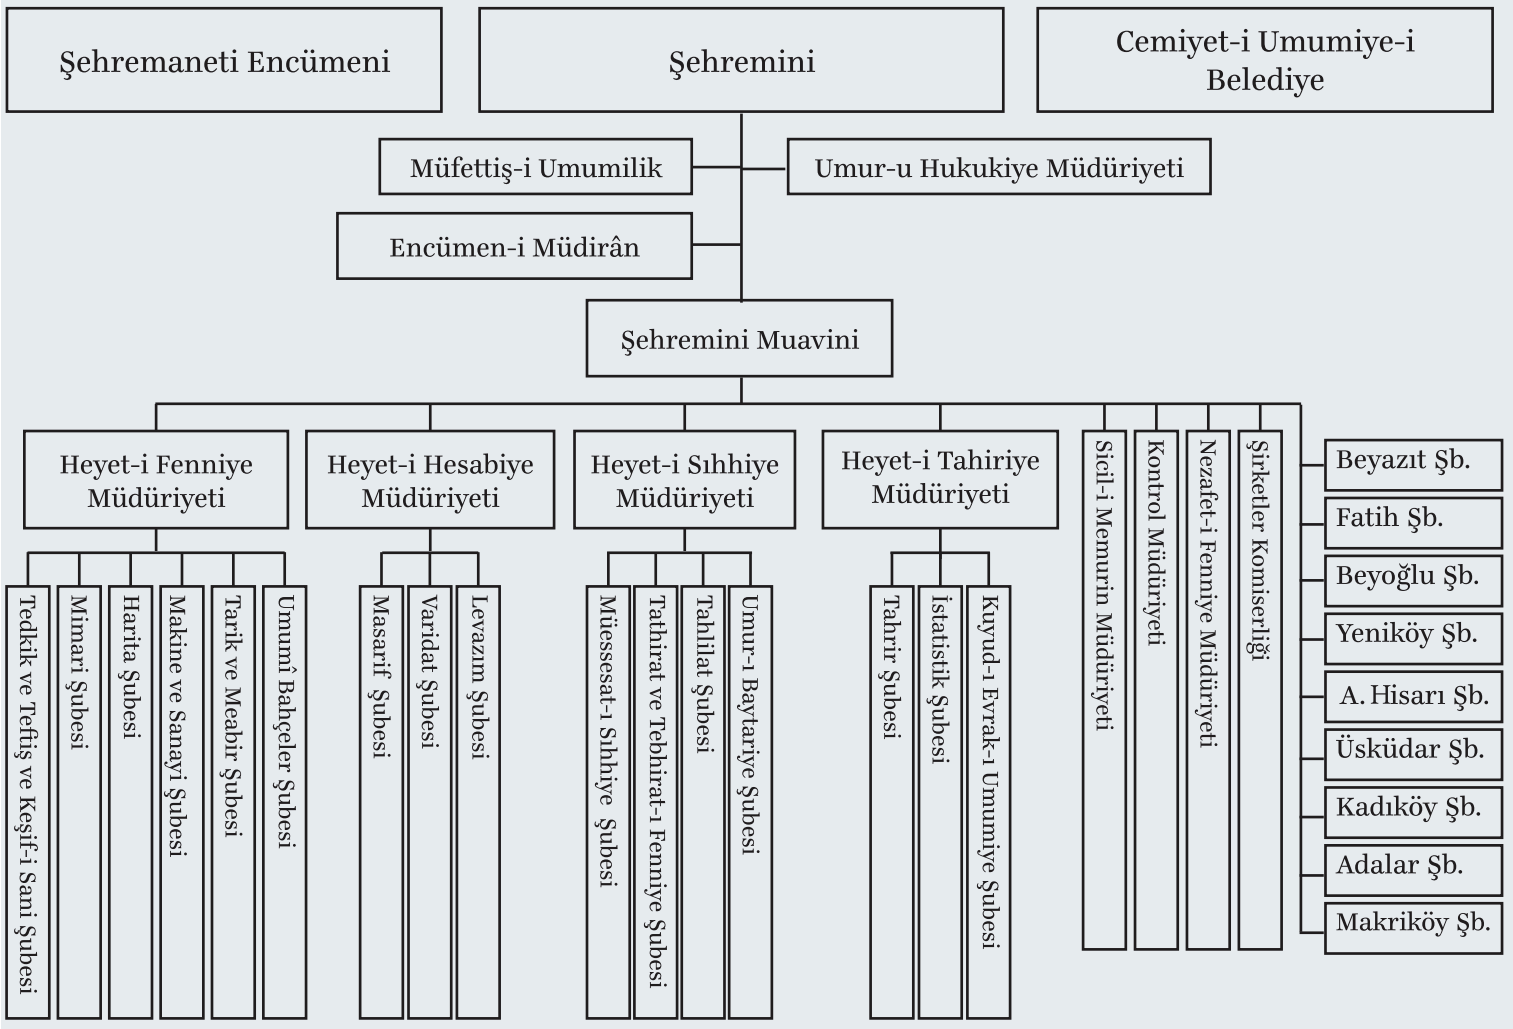 Şehremaneti Encümeni
Şehremini
Cemiyet-i Umumiye-i
Belediye
Müfettiş-i Umumilik
Umur-u Hukukiye Müdüriyeti
Encümen-i Müdirân
Şehremini Muavini
Heyet-i Fenniye
Müdüriyeti
Heyet-i Hesabiye
Müdüriyeti
Heyet-i Sıhhiye
Müdüriyeti
Heyet-i Tahiriye
Müdüriyeti
Tedkik ve Teftiş ve Keşif-i Sani Şubesi
Mimari Şubesi
Harita Şubesi
Makine ve Sanayi Şubesi
Tarik ve Meabir Şubesi
Umumî Bahçeler Şubesi
Masarif Şubesi
Varidat Şubesi
Levazım Şubesi
Müessesat-ı Sıhhiye Şubesi
Tathirat ve Tebhirat-ı Fenniye Şubesi
Tahlilat Şubesi
Umur-ı Baytariye Şubesi
Tahrir Şubesi
İstatistik Şubesi
Kuyud-ı Evrak-ı Umumiye Şubesi
Sicil-i Memurin Müdüriyeti
Kontrol Müdüriyeti
Nezafet-i Fenniye Müdüriyeti
Şirketler Komiserliği
Beyazıt Şb.
Fatih Şb.
Beyoğlu Şb.
Yeniköy Şb.
A. Hisarı Şb.
Üsküdar Şb.
Kadıköy Şb.
Adalar Şb.
Makriköy Şb.